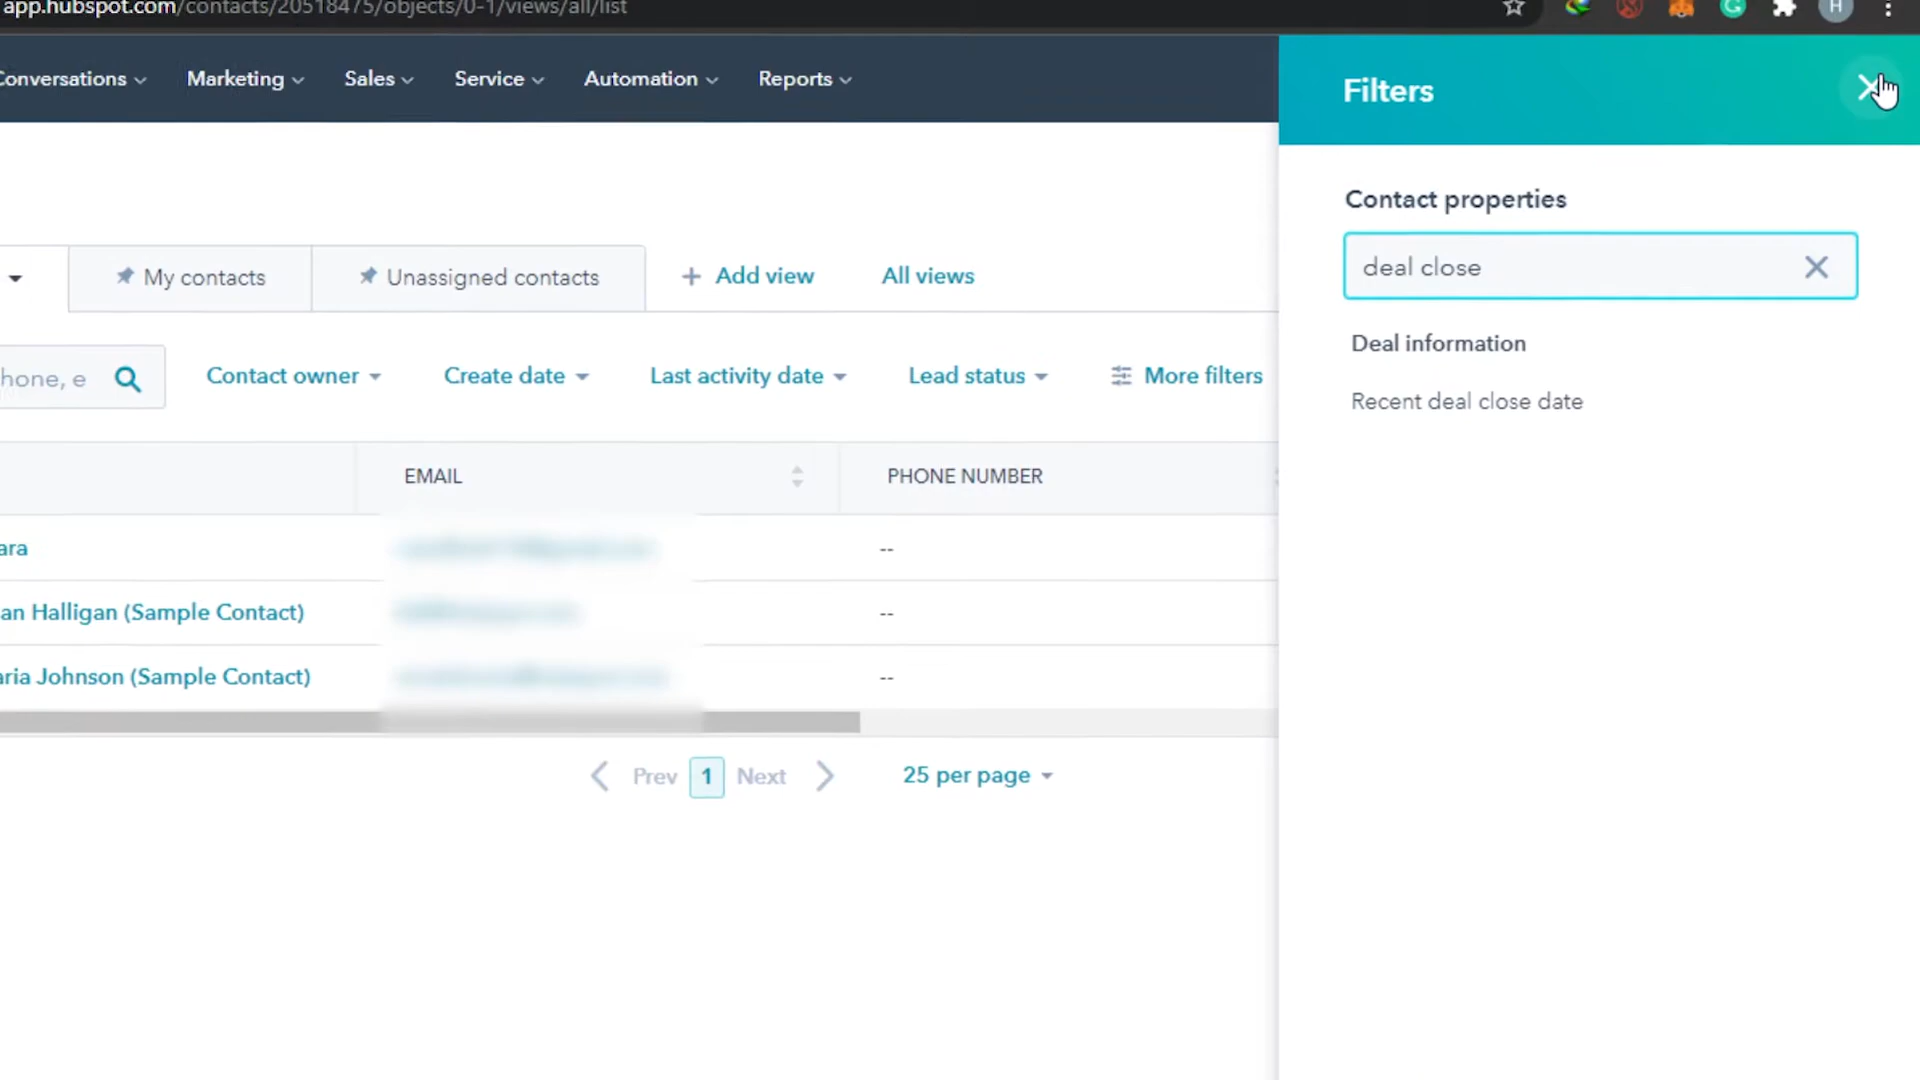 app.hubspot.com/contacts/20518475/objects/0-1/views/all/list
H
Conversations Marketing Sales Service Automation Reports
Filters
Contact properties
deal close
Deal information
Recent deal close date
My contacts Unassigned contacts + Add view All views
hone, e Contact owner Create date Last activity date Lead status More filters
EMAIL PHONE NUMBER
ara --
an Halligan (Sample Contact) --
aria Johnson (Sample Contact) --
Prev 1 Next 25 per page